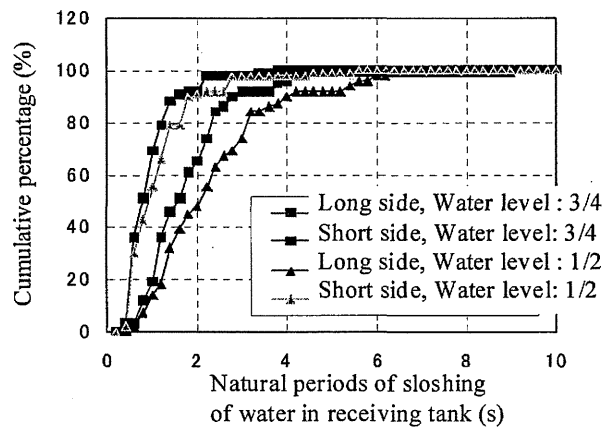 120
100
80
60
40
20
0
Cumulative percentage (%)
Long side, Water level : 3/4
Short side, Water level: 3/4
Long side, Water level : 1/2
Short side, Water level: 1/2
0 2 4 6 8 10
Natural periods of sloshing
of water in receiving tank (s)